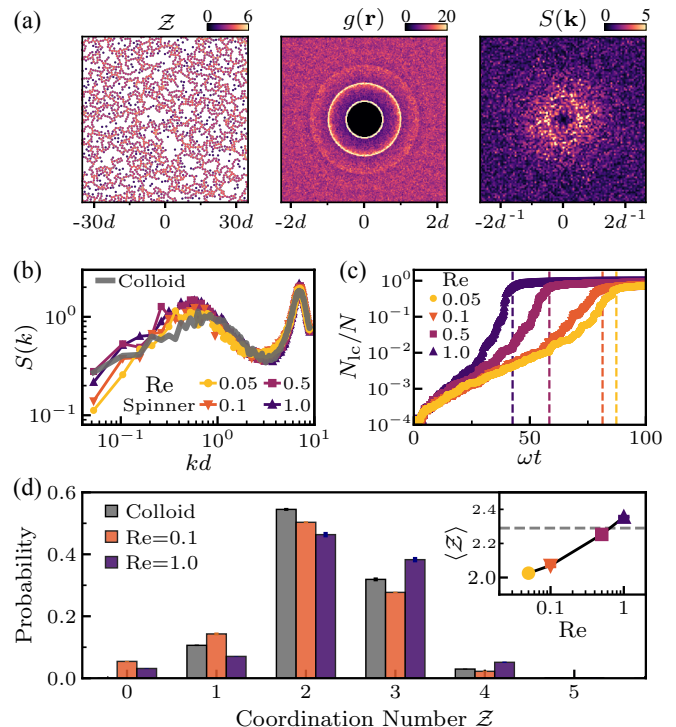 (a)
𝒵 0 6 g(r) 0 20 S(k) 0 5
-30d 0 30d -2d 0 2d -2d⁻¹ 0 2d⁻¹
(b)
Colloid
S(k)
10⁰
10⁻¹
Re 0.05 0.5
Spinner 0.1 1.0
10⁻¹ 10⁰ 10¹
kd
(c)
N_lc/N
10⁰
10⁻¹
10⁻²
10⁻³
10⁻⁴
Re
0.05
0.1
0.5
1.0
0 50 100
ωt
(d)
Probability
0.6
0.4
0.2
0.0
Colloid
Re=0.1
Re=1.0
0 1 2 3 4 5
Coordination Number 𝒵
⟨𝒵⟩
2.4
2.2
2.0
0.1 1
Re